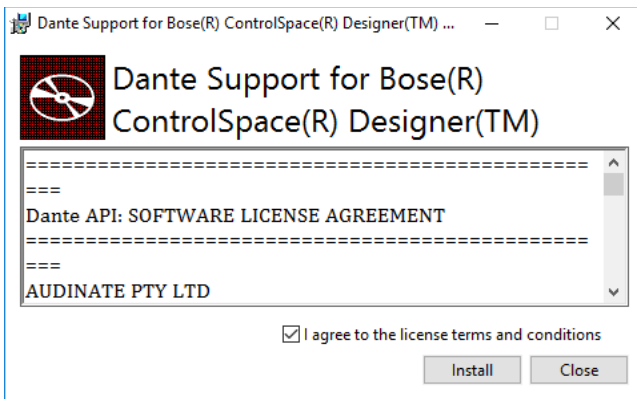 Dante Support for Bose(R) ControlSpace(R) Designer(TM) ...
Dante Support for Bose(R)
ControlSpace(R) Designer(TM)
===============================================
===
Dante API: SOFTWARE LICENSE AGREEMENT
===============================================
===
AUDINATE PTY LTD
I agree to the license terms and conditions
Install Close